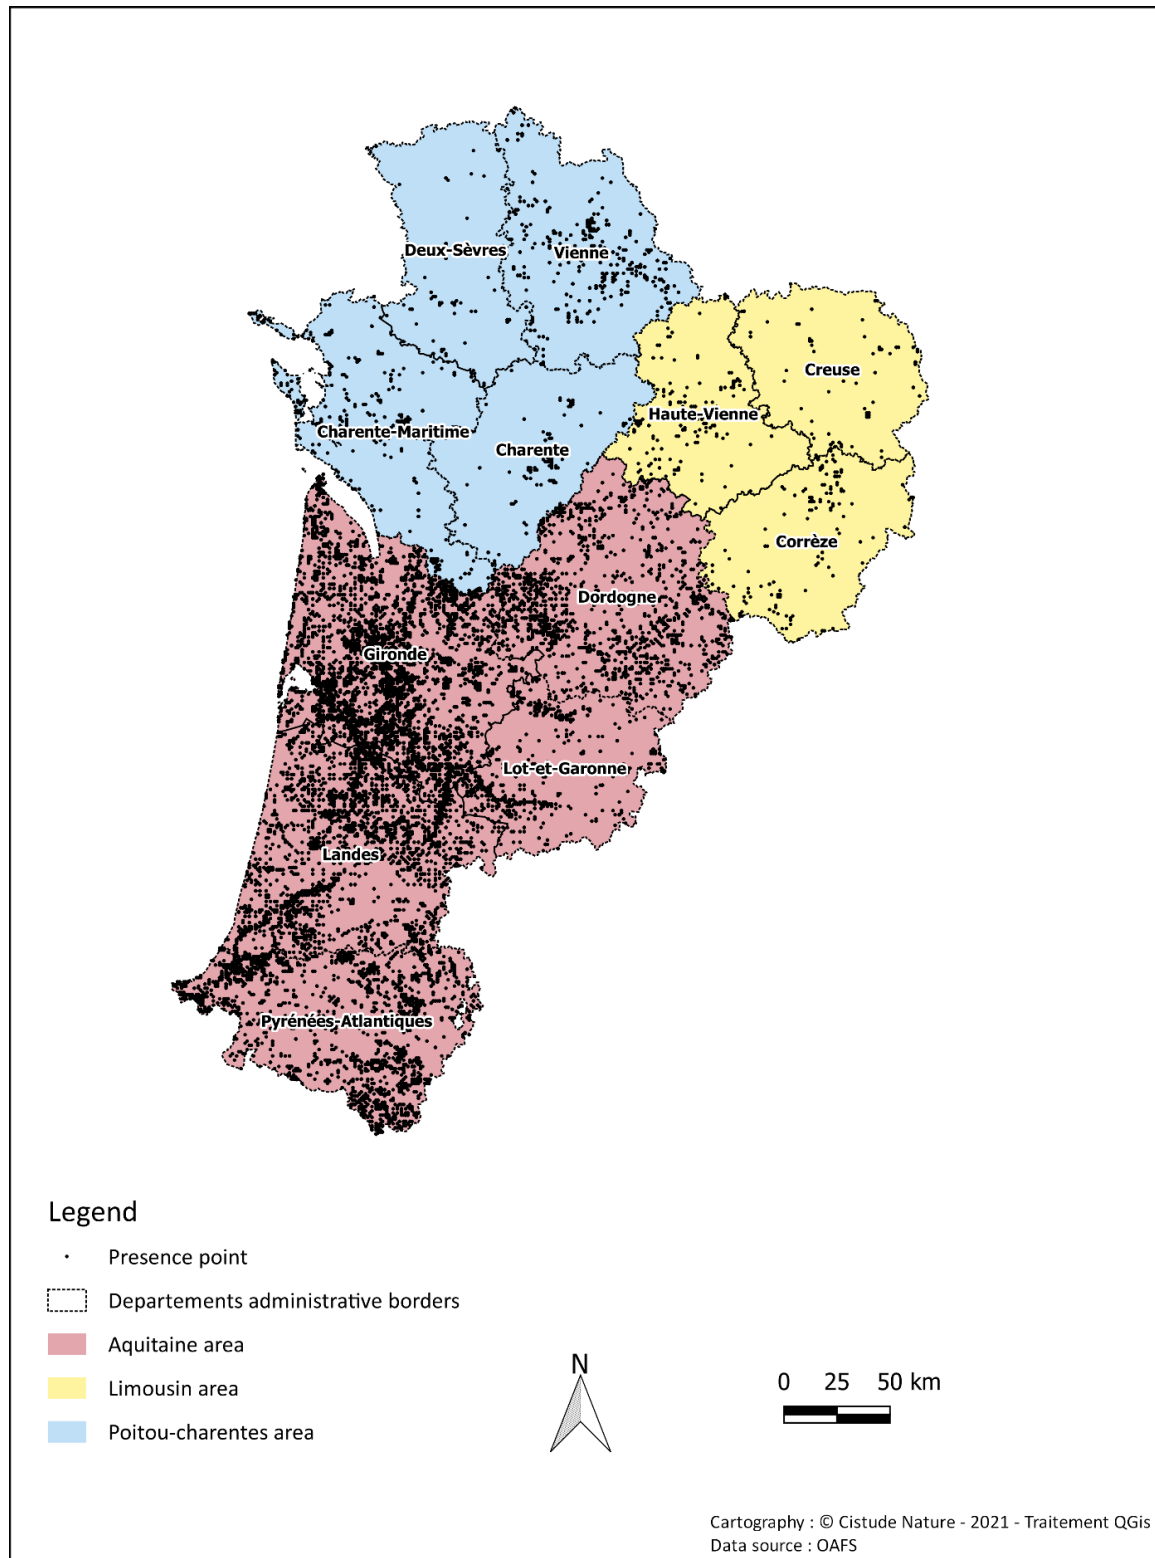 Deux-Sèvres
Vienne
Creuse
Haute-Vienne
Charente-Maritime
Charente
Corrèze
Dordogne
Gironde
Lot-et-Garonne
Landes
Pyrénées-Atlantiques
Legend
Presence point
Departements administrative borders
Aquitaine area
Limousin area
Poitou-charentes area
N
0 25 50 km
Cartography : © Cistude Nature - 2021 - Traitement QGis
Data source : OAFS